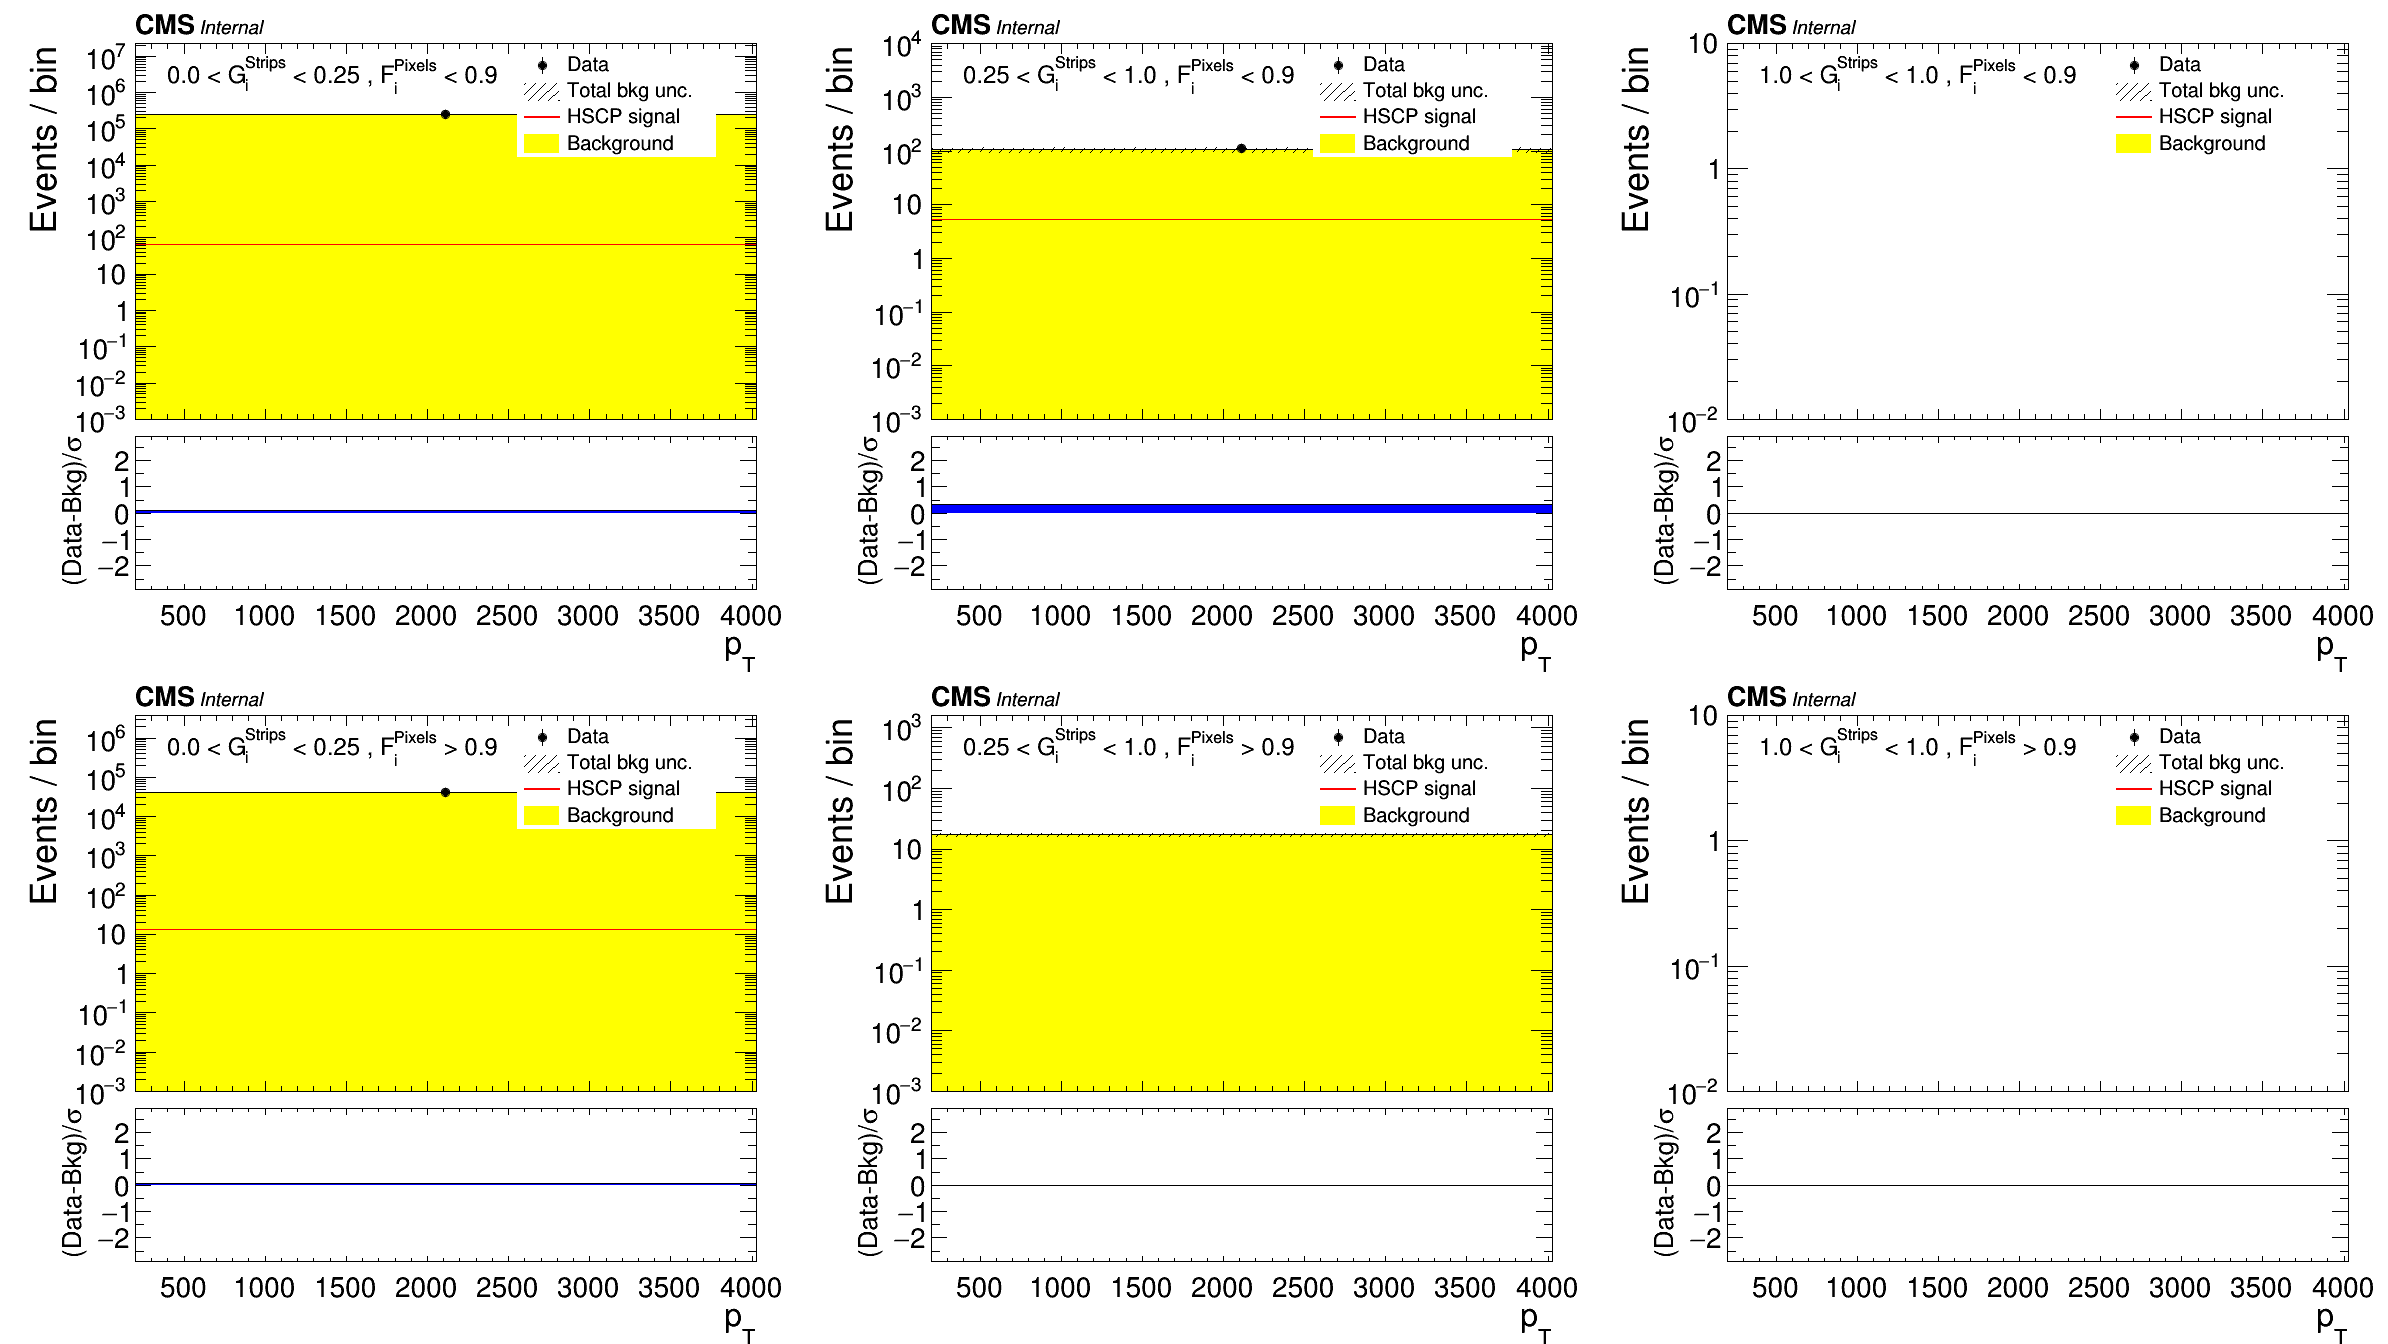 CMS Internal
Events / bin
0.0 < G_i^Strips < 0.25 , F_i^Pixels < 0.9
Data
Total bkg unc.
HSCP signal
Background
10^7
10^6
10^5
10^4
10^3
10^2
10
1
10^−1
10^−2
10^−3
(Data-Bkg)/σ
2
1
0
−1
−2
500 1000 1500 2000 2500 3000 3500 4000
p_T
CMS Internal
Events / bin
0.25 < G_i^Strips < 1.0 , F_i^Pixels < 0.9
Data
Total bkg unc.
HSCP signal
Background
10^4
10^3
10^2
10
1
10^−1
10^−2
10^−3
(Data-Bkg)/σ
2
1
0
−1
−2
500 1000 1500 2000 2500 3000 3500 4000
p_T
CMS Internal
Events / bin
1.0 < G_i^Strips < 1.0 , F_i^Pixels < 0.9
Data
Total bkg unc.
HSCP signal
Background
10
1
10^−1
10^−2
(Data-Bkg)/σ
2
1
0
−1
−2
500 1000 1500 2000 2500 3000 3500 4000
p_T
CMS Internal
Events / bin
0.0 < G_i^Strips < 0.25 , F_i^Pixels > 0.9
Data
Total bkg unc.
HSCP signal
Background
10^6
10^5
10^4
10^3
10^2
10
1
10^−1
10^−2
10^−3
(Data-Bkg)/σ
2
1
0
−1
−2
500 1000 1500 2000 2500 3000 3500 4000
p_T
CMS Internal
Events / bin
0.25 < G_i^Strips < 1.0 , F_i^Pixels > 0.9
Data
Total bkg unc.
HSCP signal
Background
10^3
10^2
10
1
10^−1
10^−2
10^−3
(Data-Bkg)/σ
2
1
0
−1
−2
500 1000 1500 2000 2500 3000 3500 4000
p_T
CMS Internal
Events / bin
1.0 < G_i^Strips < 1.0 , F_i^Pixels > 0.9
Data
Total bkg unc.
HSCP signal
Background
10
1
10^−1
10^−2
(Data-Bkg)/σ
2
1
0
−1
−2
500 1000 1500 2000 2500 3000 3500 4000
p_T